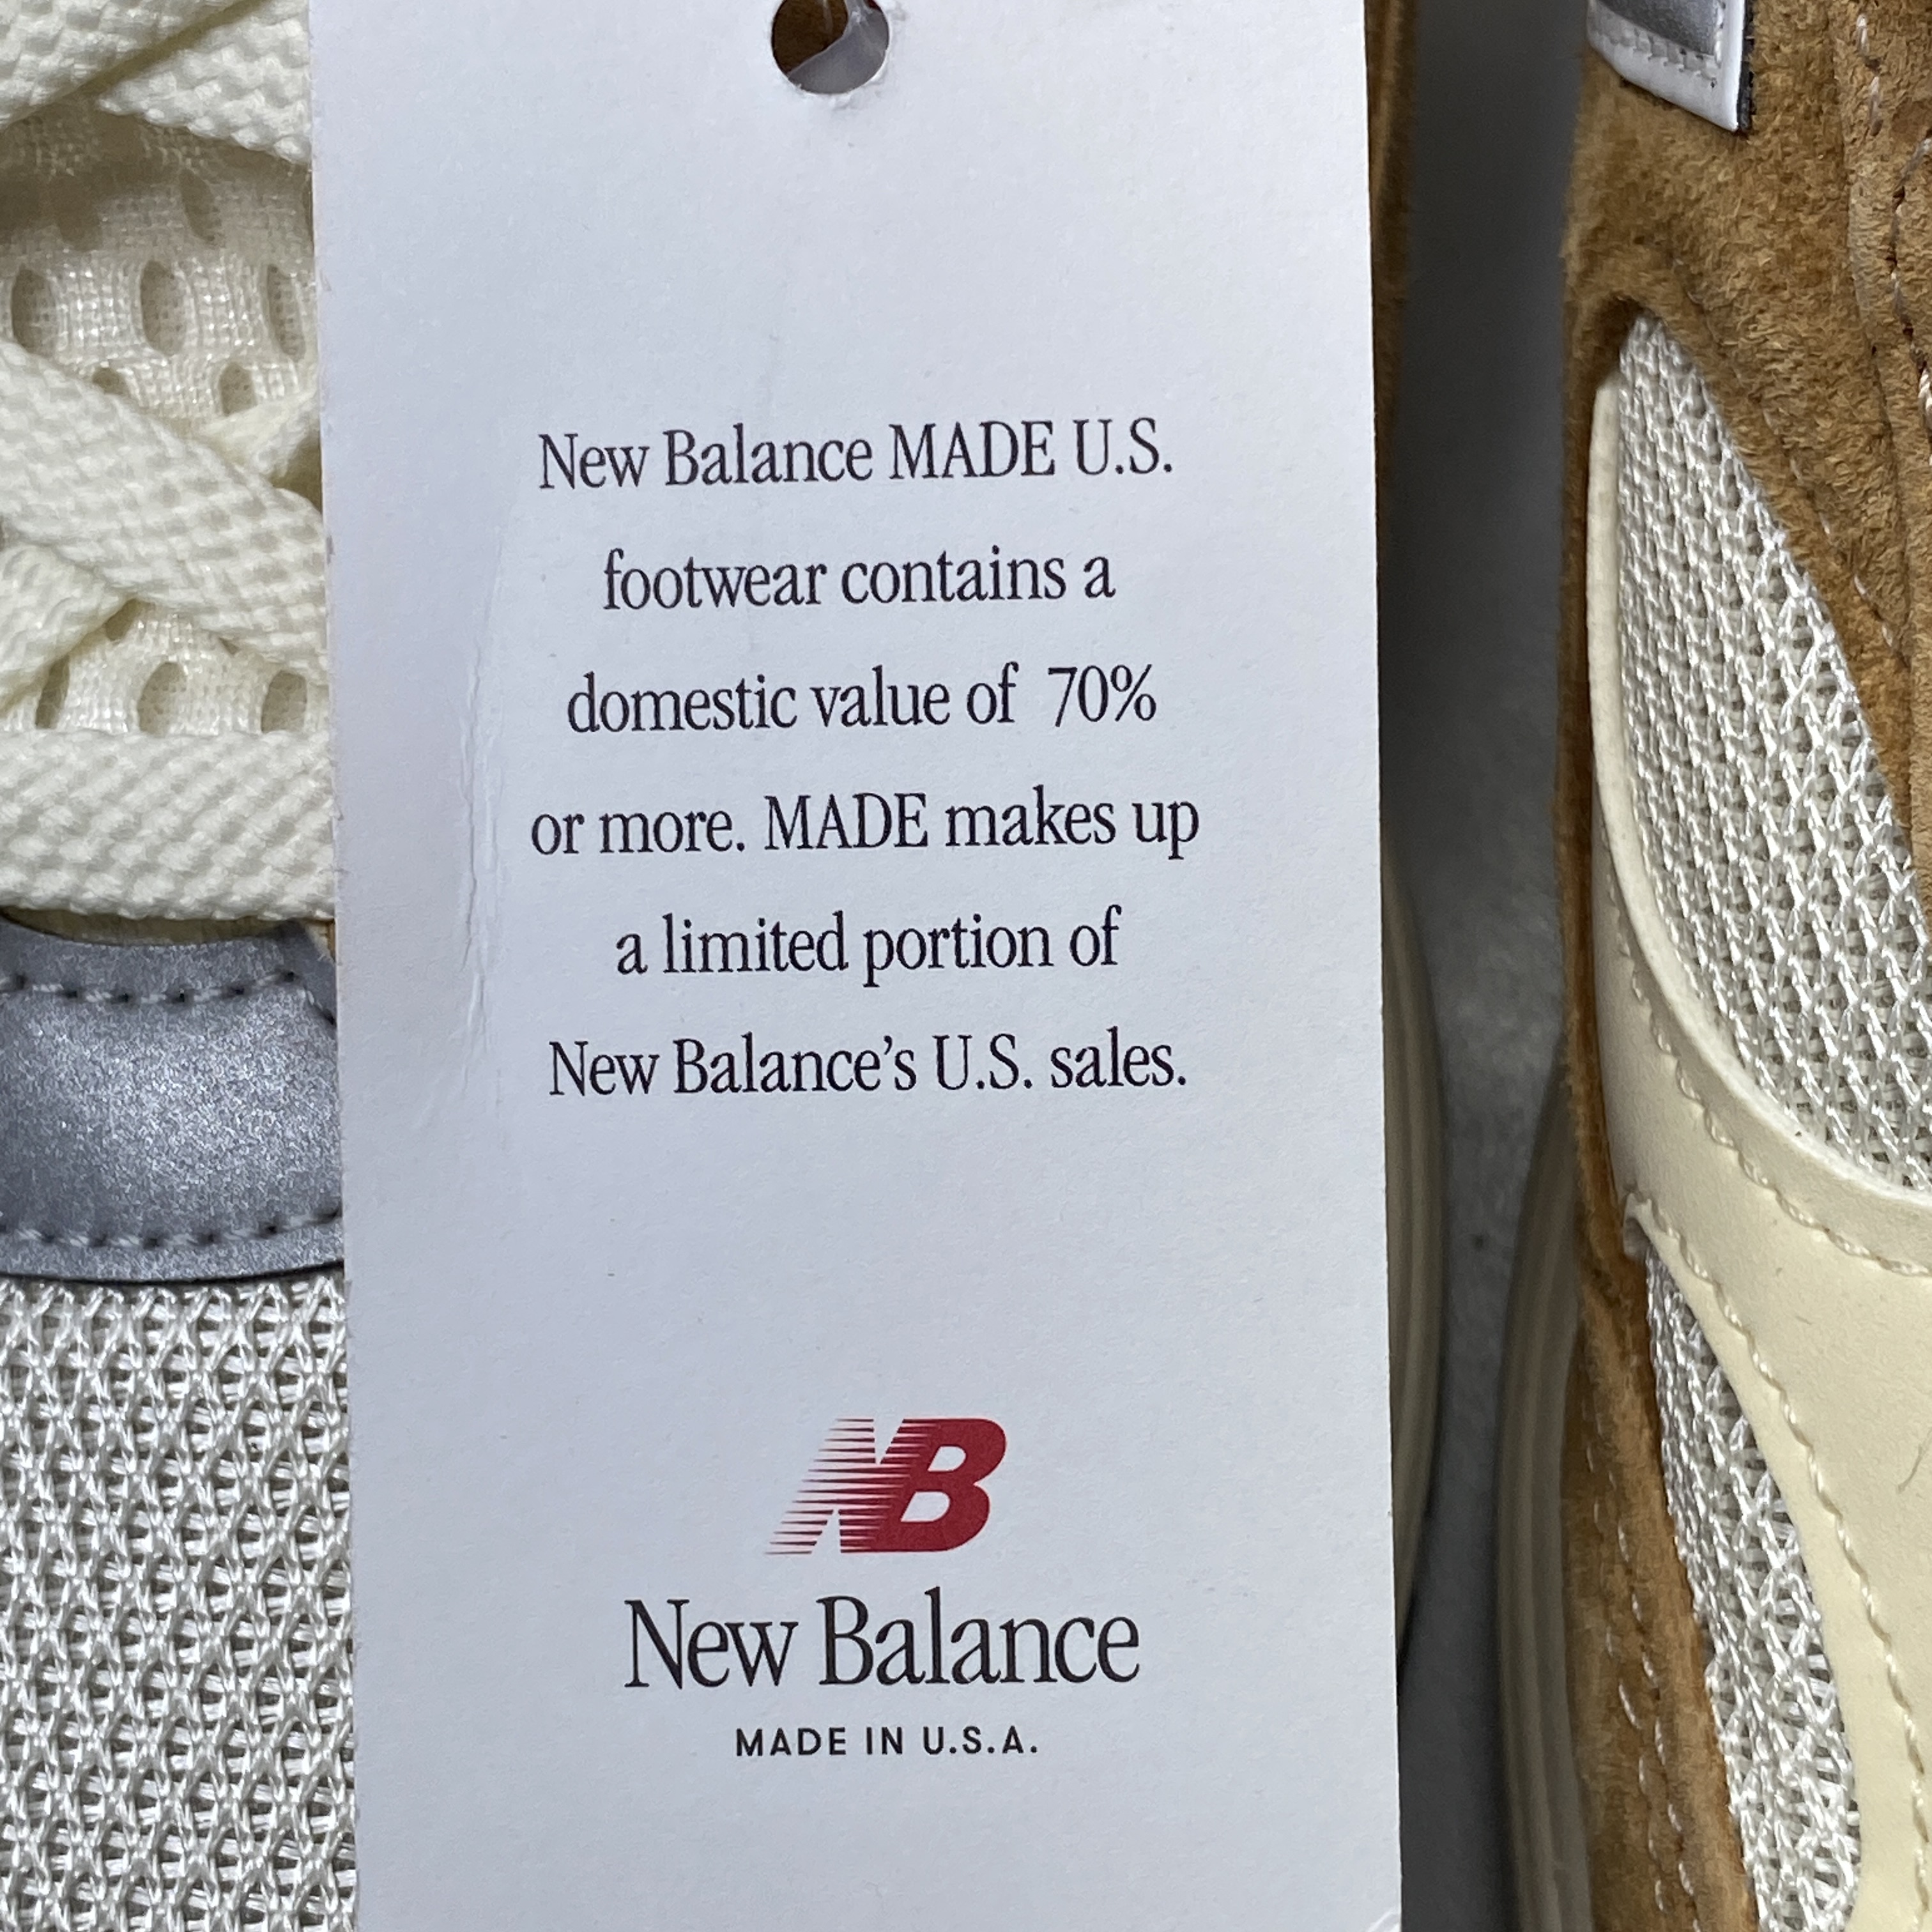 New Balance MADE U.S.
footwear contains a
domestic value of 70%
or more. MADE makes up
a limited portion of
New Balance’s U.S. sales.
NB
New Balance
MADE IN U.S.A.